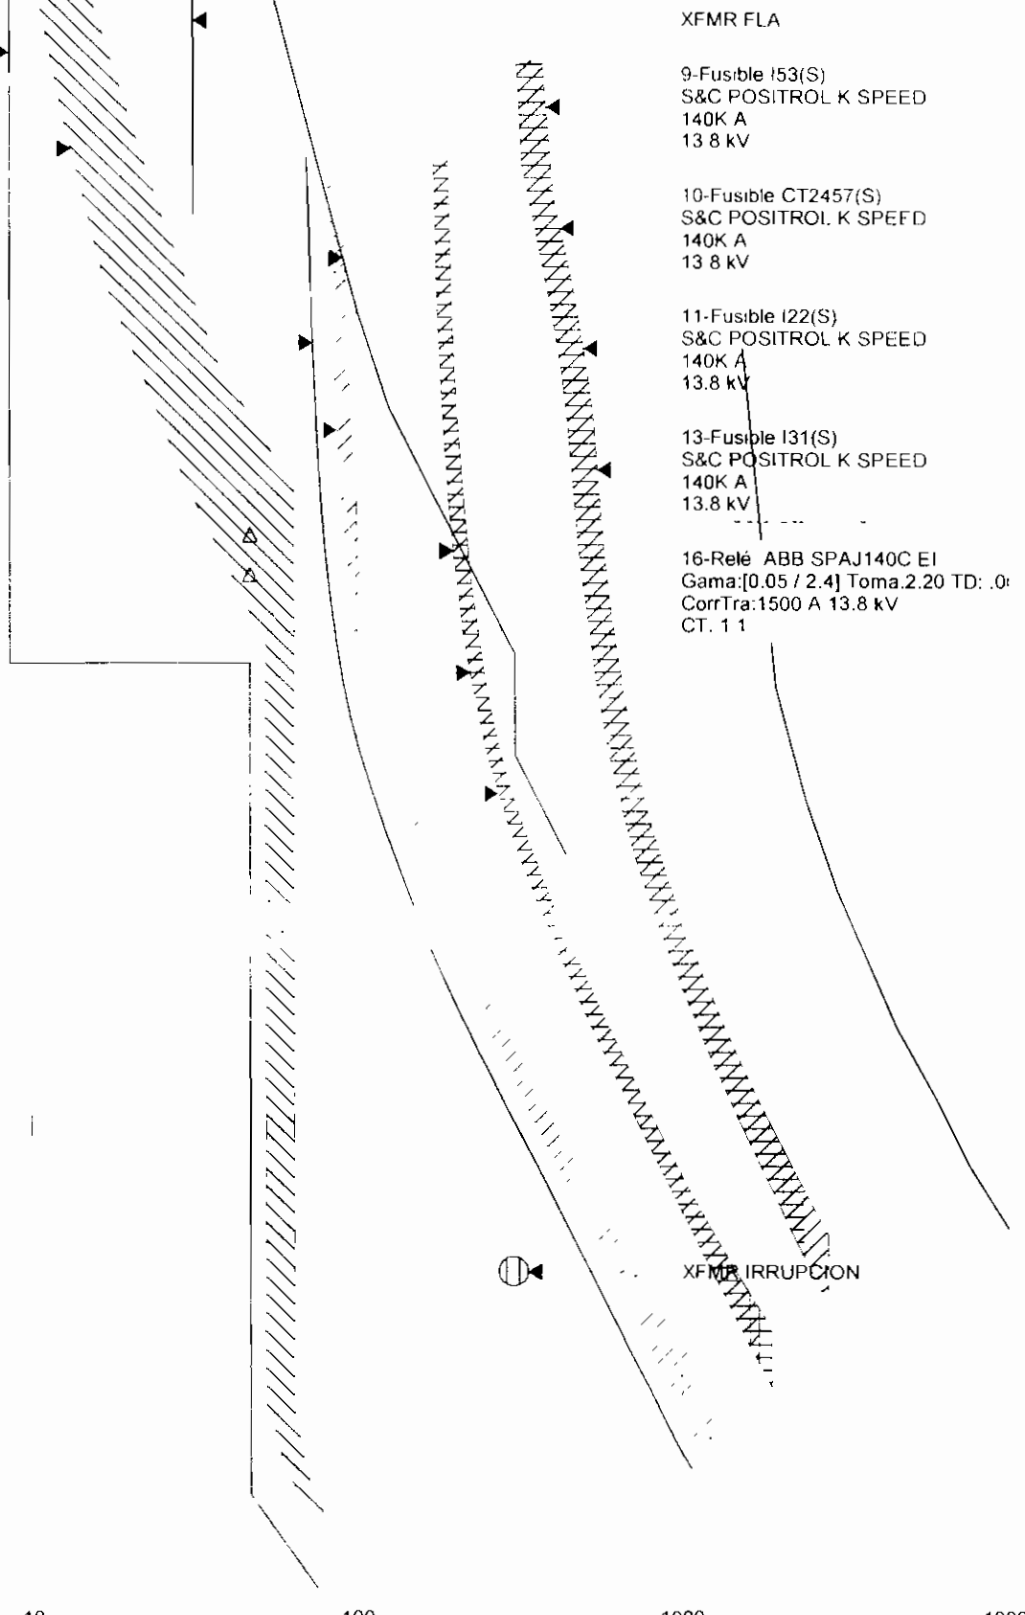 XFMR FLA
9-Fusible I53(S)
S&C POSITROL K SPEED
140K A
13 8 kV
10-Fusible CT2457(S)
S&C POSITROL K SPEED
140K A
13 8 kV
11-Fusible I22(S)
S&C POSITROL K SPEED
140K A
13.8 kV
13-Fusible I31(S)
S&C POSITROL K SPEED
140K A
13.8 kV
16-Relé ABB SPAJ140C EI
Gama:[0.05 / 2.4] Toma.2.20 TD:
CorrTra:1500 A 13.8 kV
CT. 1 1
XFMR IRRUPCION